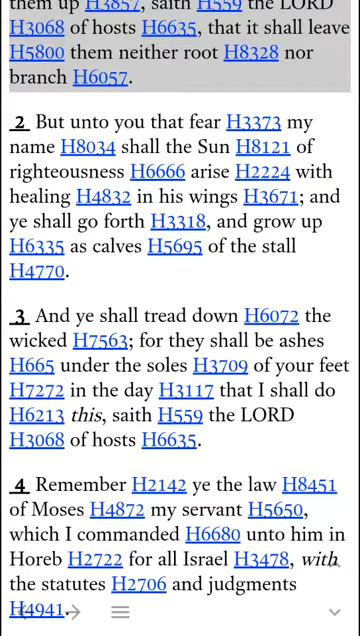 them up H3857, saith H559 the LORD
H3068 of hosts H6635, that it shall leave
H5800 them neither root H8328 nor
branch H6057.
2 But unto you that fear H3373 my
name H8034 shall the Sun H8121 of
righteousness H6666 arise H2224 with
healing H4832 in his wings H3671; and
ye shall go forth H3318, and grow up
H6335 as calves H5695 of the stall
H4770.
3 And ye shall tread down H6072 the
wicked H7563; for they shall be ashes
H665 under the soles H3709 of your feet
H7272 in the day H3117 that I shall do
H6213 this, saith H559 the LORD
H3068 of hosts H6635.
4 Remember H2142 ye the law H8451
of Moses H4872 my servant H5650,
which I commanded H6680 unto him in
Horeb H2722 for all Israel H3478, with
the statutes H2706 and judgments
H4941.